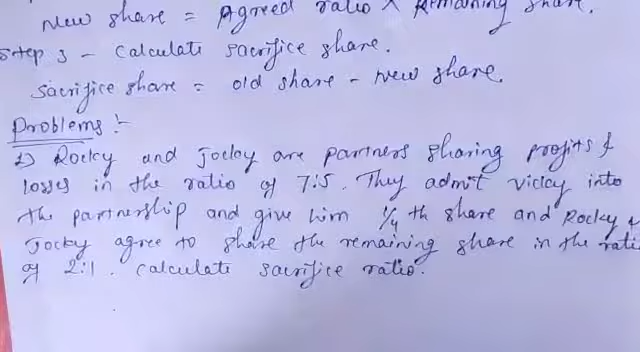 New share = Agreed ratio × Remaining share.
Step 3 - Calculate sacrifice share.
Sacrifice share = old share - New share.
Problems :-
1) Rocky and Jocky are partners sharing profits &
losses in the ratio of 7:5. They admit vicky into
the partnership and give him 1/4 th share and Rocky &
Jocky agree to share the remaining share in the ratio
of 2:1. Calculate sacrifice ratio.